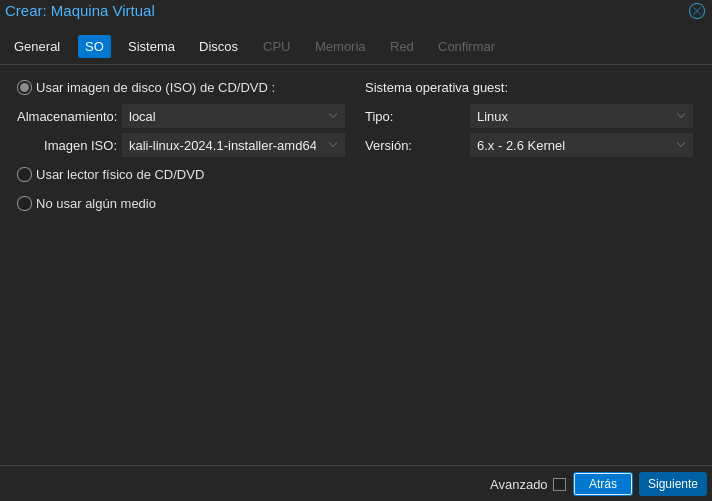 Crear: Maquina Virtual
General SO Sistema Discos CPU Memoria Red Confirmar
Usar imagen de disco (ISO) de CD/DVD : Sistema operativa guest:
Almacenamiento: local Tipo: Linux
Imagen ISO: kali-linux-2024.1-installer-amd64 Versión: 6.x - 2.6 Kernel
Usar lector físico de CD/DVD
No usar algún medio
Avanzado Atrás Siguiente